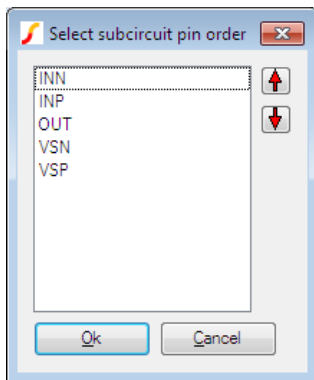 Select subcircuit pin order
INN
INP
OUT
VSN
VSP
Ok
Cancel